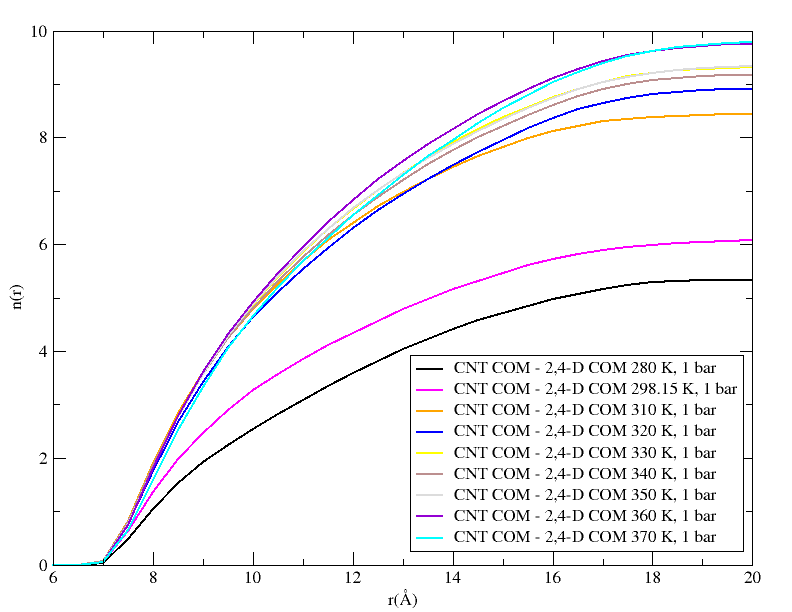 10
8
6
4
2
0
n(r)
CNT COM - 2,4-D COM 280 K, 1 bar
CNT COM - 2,4-D COM 298.15 K, 1 bar
CNT COM - 2,4-D COM 310 K, 1 bar
CNT COM - 2,4-D COM 320 K, 1 bar
CNT COM - 2,4-D COM 330 K, 1 bar
CNT COM - 2,4-D COM 340 K, 1 bar
CNT COM - 2,4-D COM 350 K, 1 bar
CNT COM - 2,4-D COM 360 K, 1 bar
CNT COM - 2,4-D COM 370 K, 1 bar
6 8 10 12 14 16 18 20
r(Å)